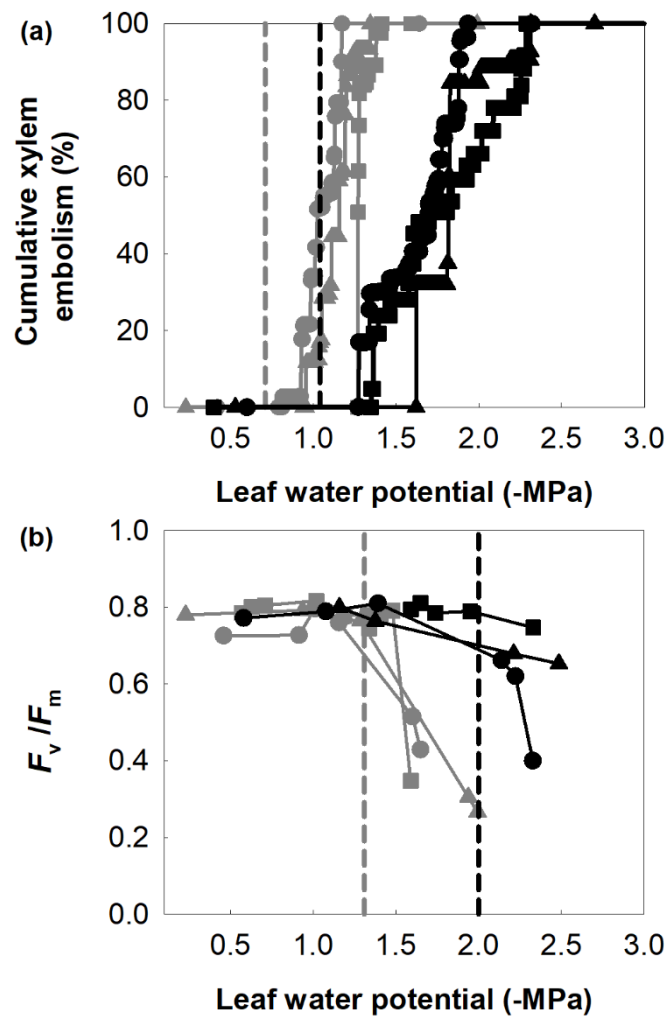 (a)
100
80
60
40
20
0
Cumulative xylem
embolism (%)
0.5 1.0 1.5 2.0 2.5 3.0
Leaf water potential (-MPa)
(b)
1.0
0.8
0.6
0.4
0.2
0.0
Fv /Fm
0.5 1.0 1.5 2.0 2.5 3.0
Leaf water potential (-MPa)